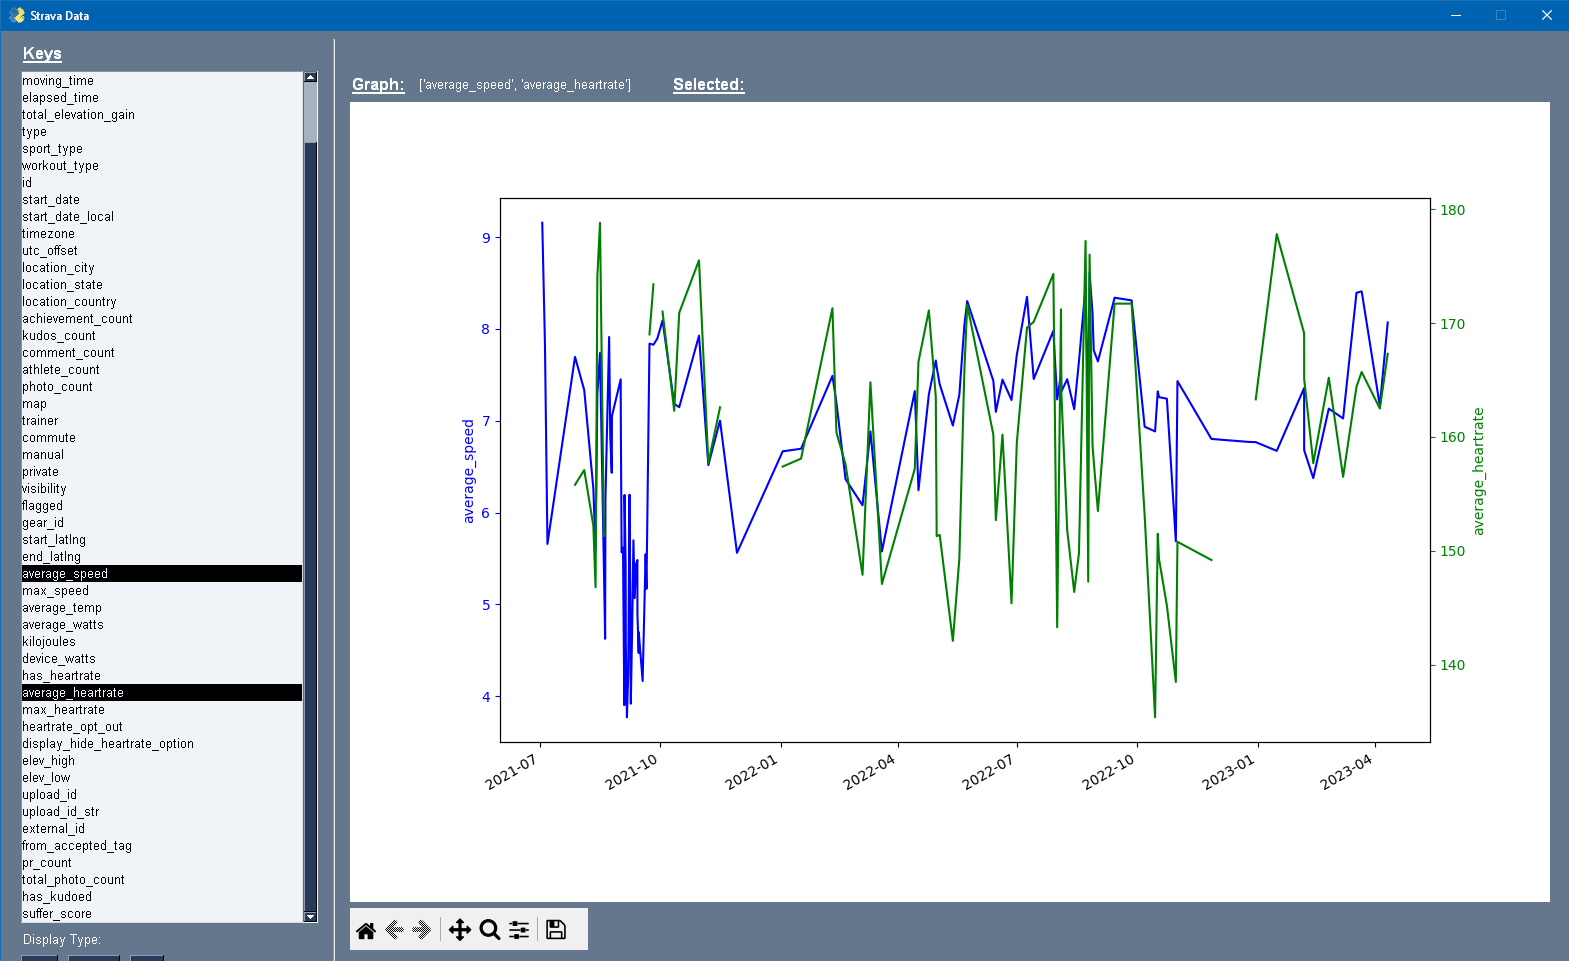 Strava Data
Keys
moving_time
elapsed_time
total_elevation_gain
type
sport_type
workout_type
id
start_date
start_date_local
timezone
utc_offset
location_city
location_state
location_country
achievement_count
kudos_count
comment_count
athlete_count
photo_count
map
trainer
commute
manual
private
visibility
flagged
gear_id
start_latlng
end_latlng
average_speed
max_speed
average_temp
average_watts
kilojoules
device_watts
has_heartrate
average_heartrate
max_heartrate
heartrate_opt_out
display_hide_heartrate_option
elev_high
elev_low
upload_id
upload_id_str
external_id
from_accepted_tag
pr_count
total_photo_count
has_kudoed
suffer_score
Display Type:
Graph: ['average_speed', 'average_heartrate'] Selected:
9
8
7
6
5
4
average_speed
180
170
160
150
140
average_heartrate
2021-07 2021-10 2022-01 2022-04 2022-07 2022-10 2023-01 2023-04